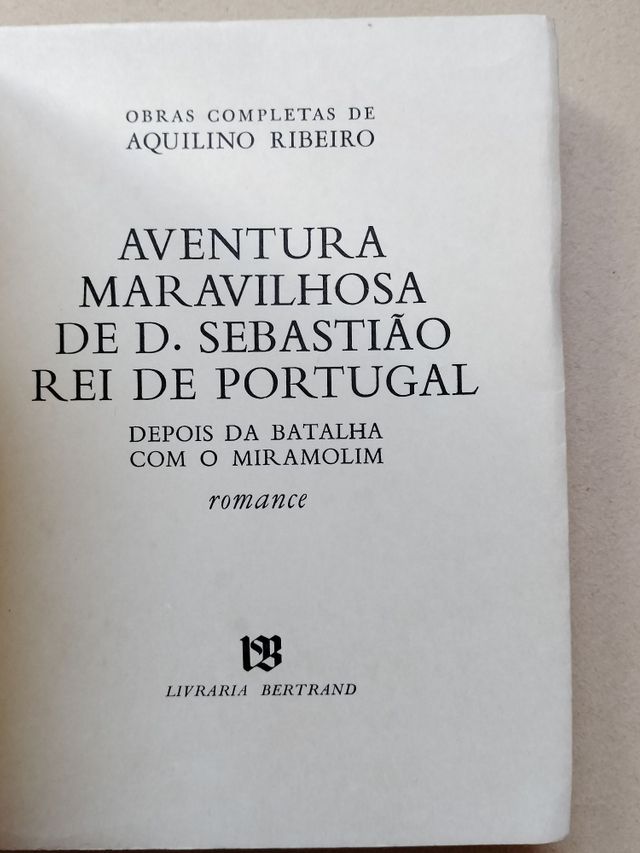 OBRAS COMPLETAS DE
AQUILINO RIBEIRO
AVENTURA
MARAVILHOSA
DE D. SEBASTIÃO
REI DE PORTUGAL
DEPOIS DA BATALHA
COM O MIRAMOLIM
romance
LIVRARIA BERTRAND